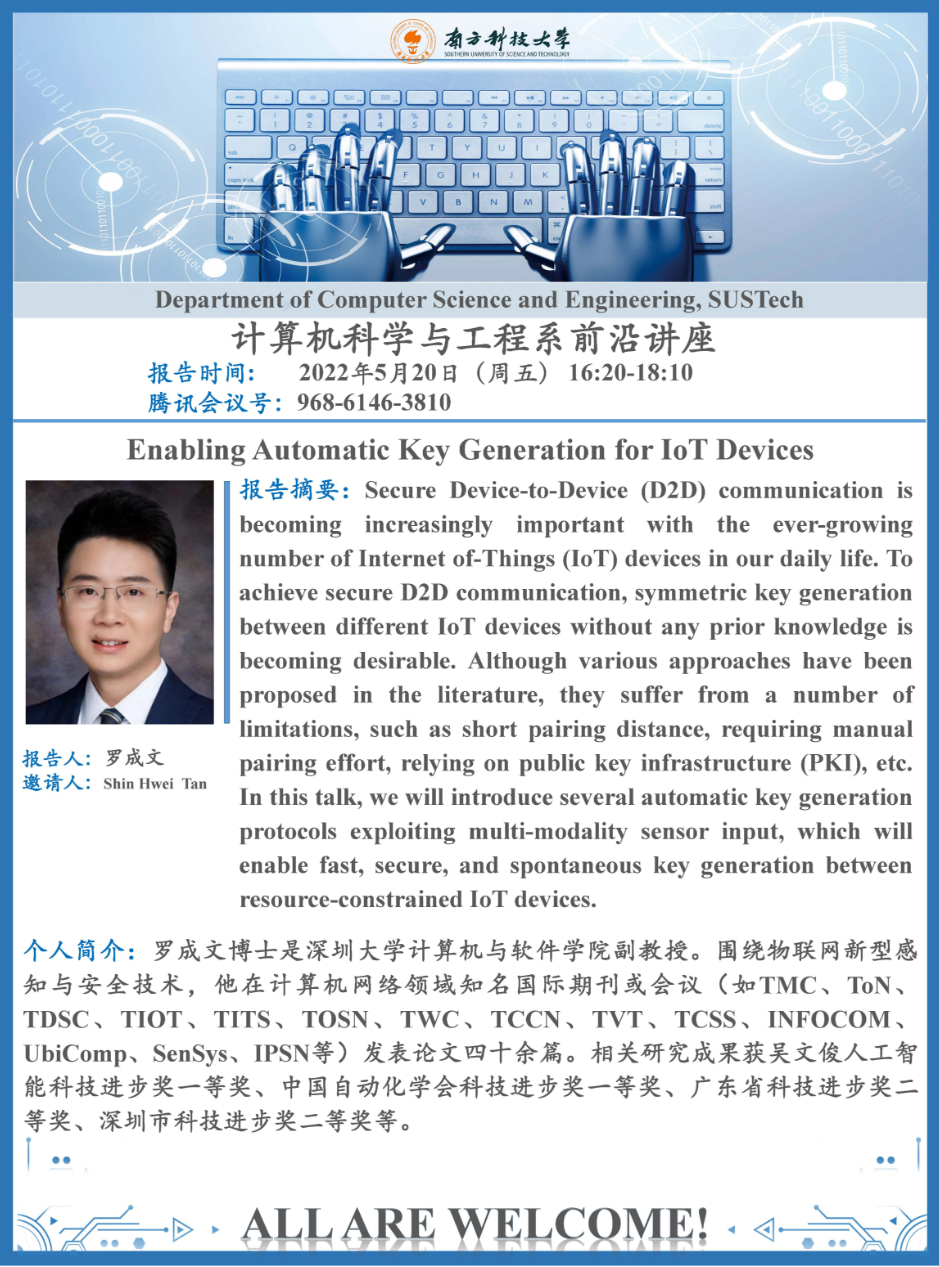 南方科技大学
SOUTHERN UNIVERSITY OF SCIENCE AND TECHNOLOGY
Department of Computer Science and Engineering, SUSTech
计算机科学与工程系前沿讲座
报告时间: 2022年5月20日（周五） 16:20-18:10
腾讯会议号：968-6146-3810
Enabling Automatic Key Generation for IoT Devices
报告摘要：Secure Device-to-Device (D2D) communication is
becoming increasingly important with the ever-growing
number of Internet of-Things (IoT) devices in our daily life. To
achieve secure D2D communication, symmetric key generation
between different IoT devices without any prior knowledge is
becoming desirable. Although various approaches have been
proposed in the literature, they suffer from a number of
limitations, such as short pairing distance, requiring manual
pairing effort, relying on public key infrastructure (PKI), etc.
In this talk, we will introduce several automatic key generation
protocols exploiting multi-modality sensor input, which will
enable fast, secure, and spontaneous key generation between
resource-constrained IoT devices.
报告人：罗成文
邀请人：Shin Hwei Tan
个人简介：罗成文博士是深圳大学计算机与软件学院副教授。围绕物联网新型感
知与安全技术，他在计算机网络领域知名国际期刊或会议（如TMC、ToN、
TDSC、TIOT、TITS、TOSN、TWC、TCCN、TVT、TCSS、INFOCOM、
UbiComp、SenSys、IPSN等）发表论文四十余篇。相关研究成果获吴文俊人工智
能科技进步奖一等奖、中国自动化学会科技进步奖一等奖、广东省科技进步奖二
等奖、深圳市科技进步奖二等奖等。
ALL ARE WELCOME!